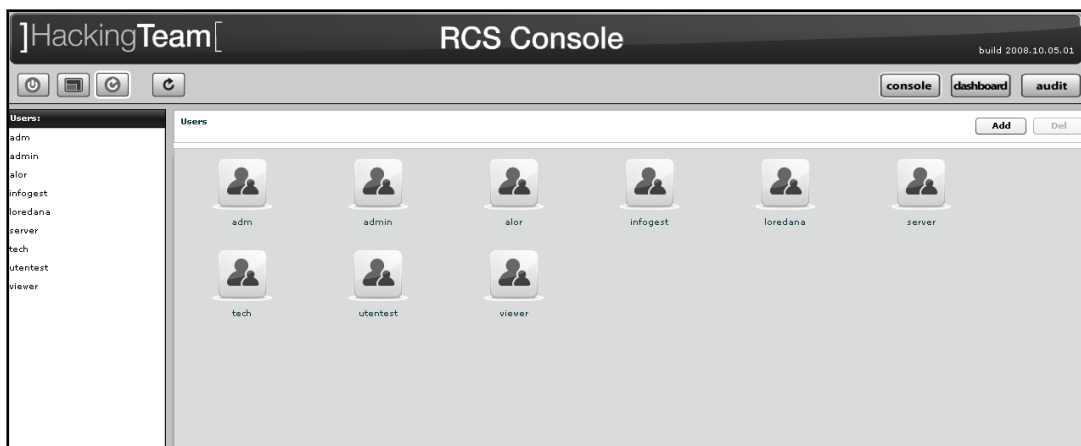 ]HackingTeam[
RCS Console
build 2008.10.05.01
console dashboard audit
Users:
adm
admin
alor
infogest
loredana
server
tech
utentest
viewer
Users
Add Del
adm admin alor infogest loredana server
tech utentest viewer